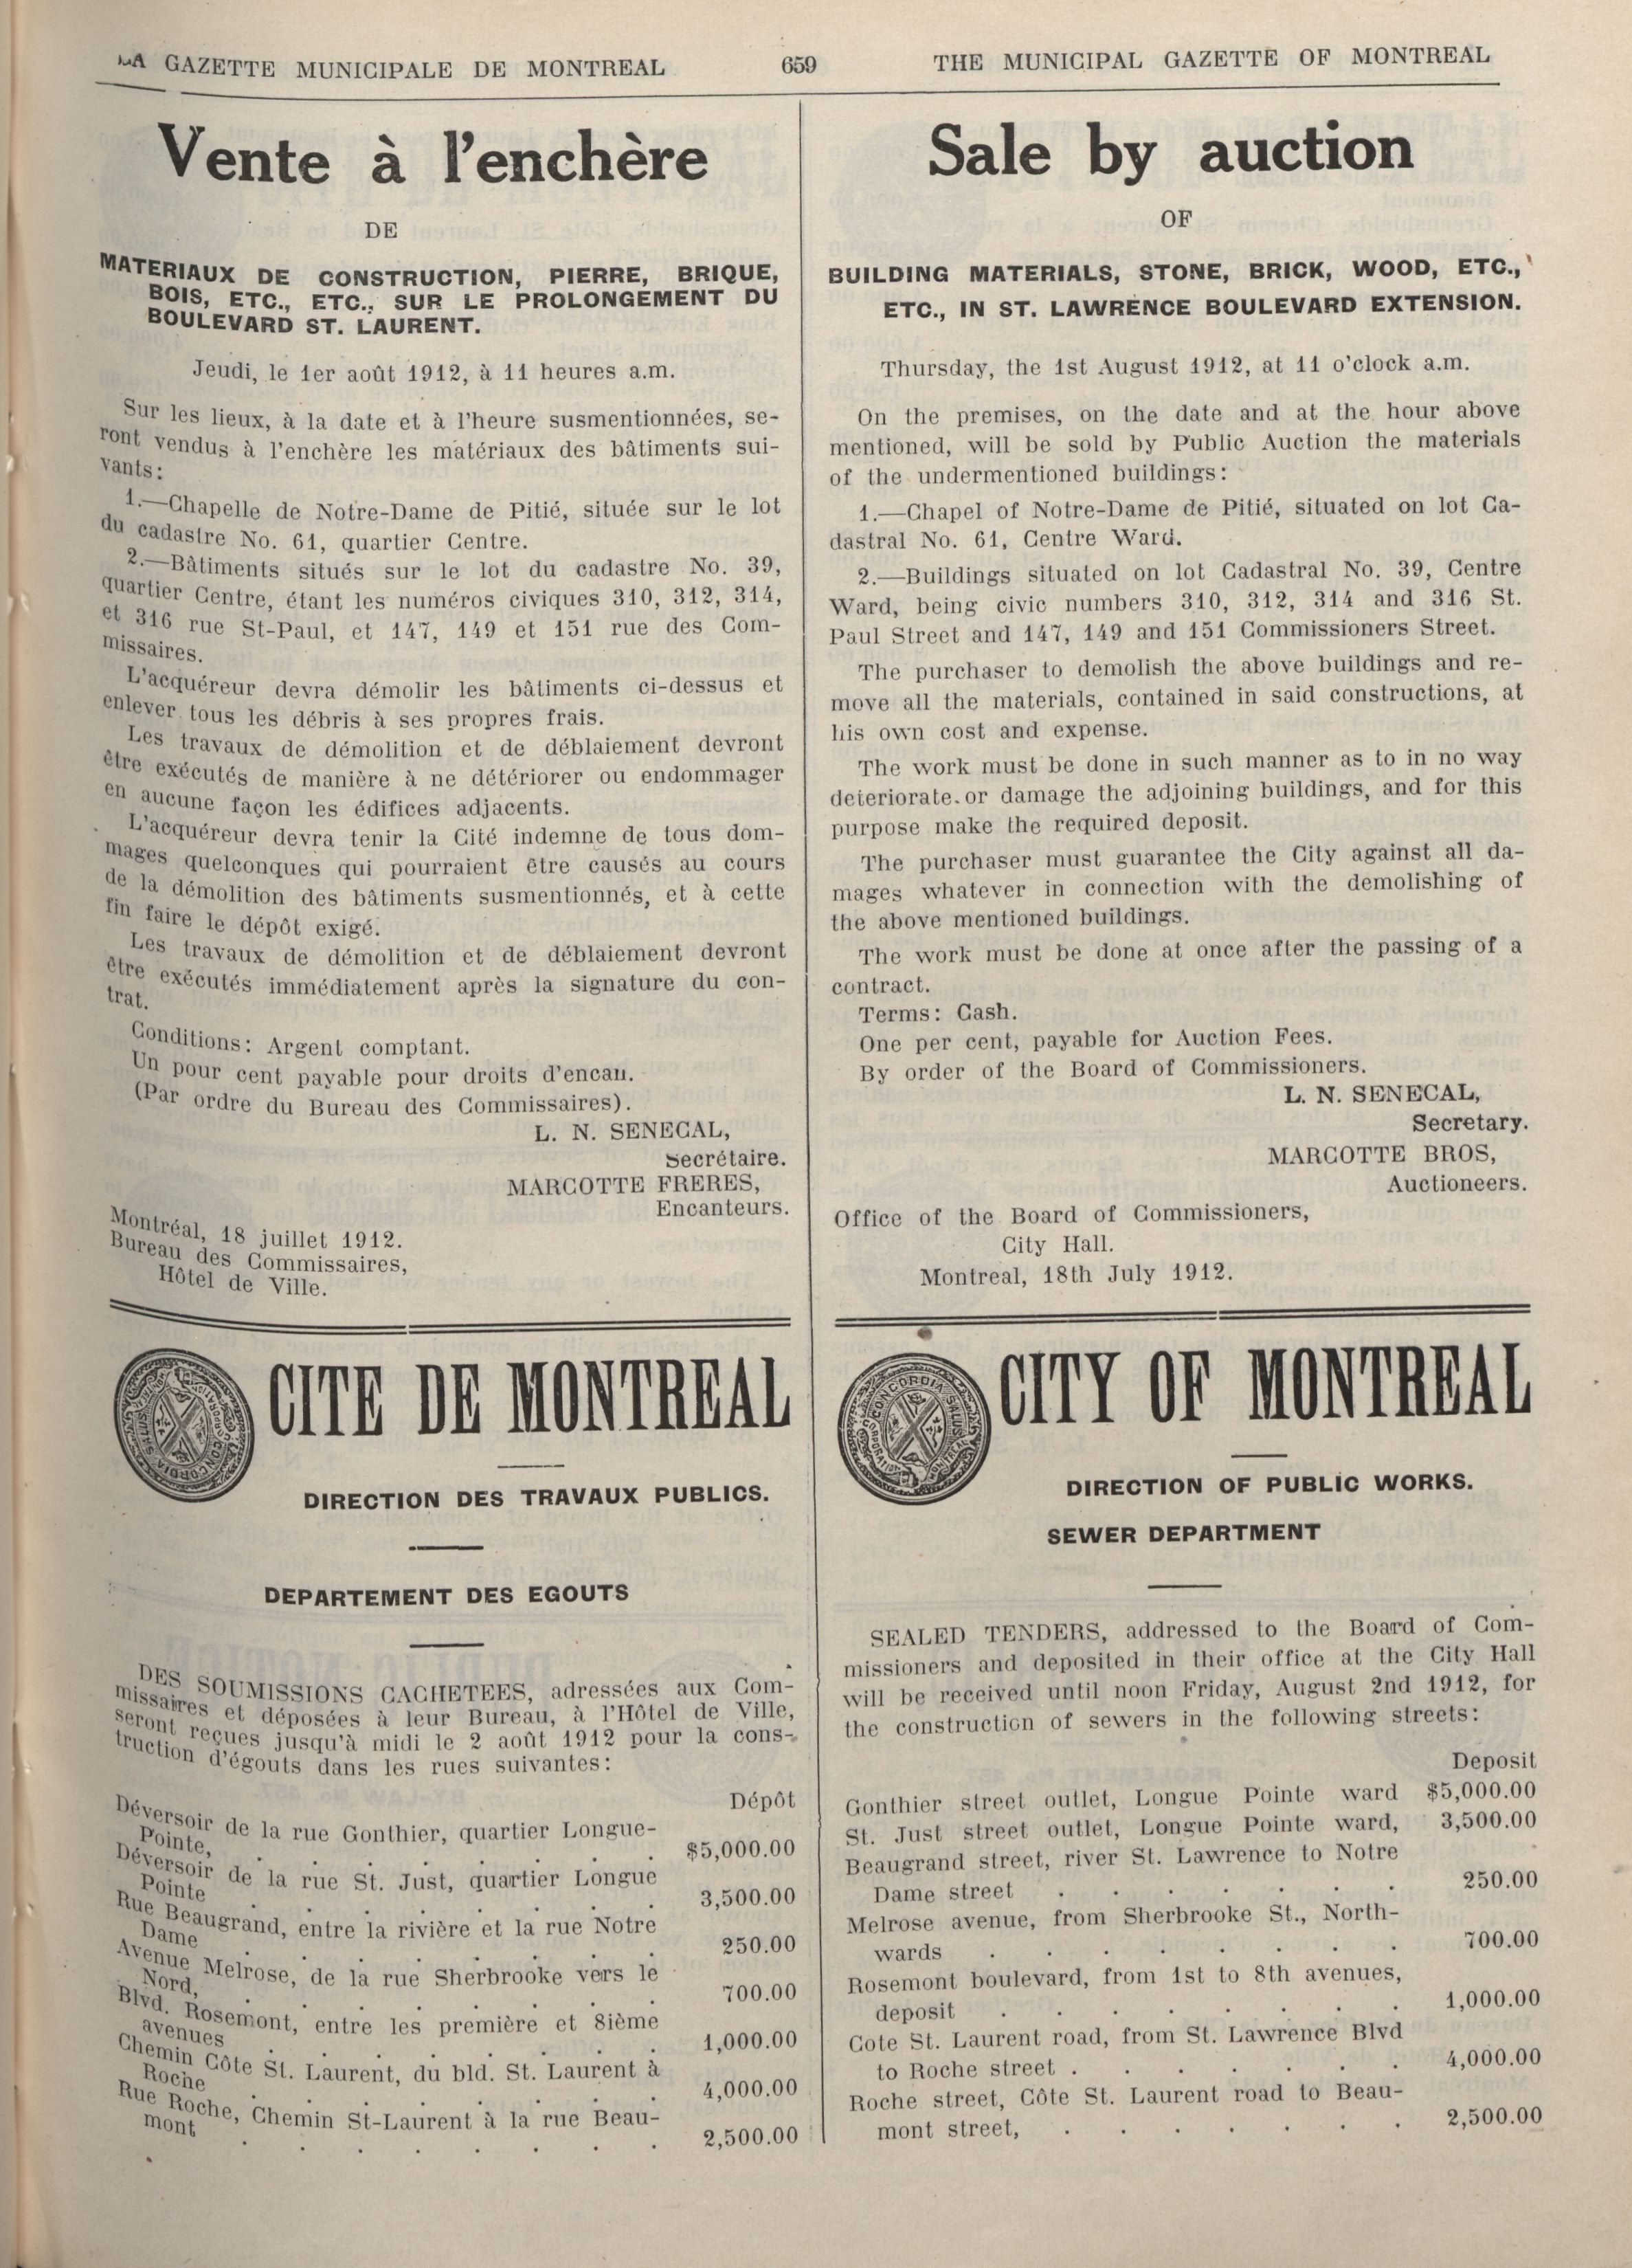 LA GAZETTE MUNICIPALE DE MONTREAL
659
THE MUNICIPAL GAZETTE OF MONTREAL
Vente à l'enchère
DE
MATERIAUX DE CONSTRUCTION, PIERRE, BRIQUE,
BOIS, ETC., ETC., SUR LE PROLONGEMENT DU
BOULEVARD ST. LAURENT.
Jeudi, le 1er août 1912, à 11 heures a.m.
Sur les lieux, à la date et à l'heure susmentionnées, se-
ront vendus à l'enchère les matériaux des bâtiments sui-
vants:
1.—Chapelle de Notre-Dame de Pitié, située sur le lot
du cadastre No. 61, quartier Centre.
2.—Bâtiments situés sur le lot du cadastre No. 39,
quartier Centre, étant les numéros civiques 310, 312, 314,
et 316 rue St-Paul, et 147, 149 et 151 rue des Com-
missaires.
L'acquéreur devra démolir les bâtiments ci-dessus et
enlever tous les débris à ses propres frais.
Les travaux de démolition et de déblaiement devront
être exécutés de manière à ne détériorer ou endommager
en aucune façon les édifices adjacents.
L'acquéreur devra tenir la Cité indemne de tous dom-
mages quelconques qui pourraient être causés au cours
de la démolition des bâtiments susmentionnés, et à cette
fin faire le dépôt exigé.
Les travaux de démolition et de déblaiement devront
être exécutés immédiatement après la signature du con-
trat.
Conditions: Argent comptant.
Un pour cent payable pour droits d'encan.
(Par ordre du Bureau des Commissaires).
L. N. SENECAL,
Secrétaire.
MARCOTTE FRERES,
Encanteurs.
Montréal, 18 juillet 1912.
Bureau des Commissaires,
Hôtel de Ville.
CITE DE MONTREAL
DIRECTION DES TRAVAUX PUBLICS.
DEPARTEMENT DES EGOUTS
DES SOUMISSIONS CACHETEES, adressées aux Com-
missaires et déposées à leur Bureau, à l'Hôtel de Ville,
seront reçues jusqu'à midi le 2 août 1912 pour la cons-
truction d'égouts dans les rues suivantes:
Dépôt
Déversoir de la rue Gonthier, quartier Longue-
Pointe, . . . . . . . . $5,000.00
Déversoir de la rue St. Just, quartier Longue
Pointe . . . . . . . . 3,500.00
Rue Beaugrand, entre la rivière et la rue Notre
Dame . . . . . . . . 250.00
Avenue Melrose, de la rue Sherbrooke vers le
Nord, . . . . . . . . 700.00
Blvd. Rosemont, entre les première et 8ième
avenues . . . . . . . 1,000.00
Chemin Côte St. Laurent, du bld. St. Laurent à
Roche . . . . . . . . 4,000.00
Rue Roche, Chemin St-Laurent à la rue Beau-
mont . . . . . . . . 2,500.00
Sale by auction
OF
BUILDING MATERIALS, STONE, BRICK, WOOD, ETC.,
ETC., IN ST. LAWRENCE BOULEVARD EXTENSION.
Thursday, the 1st August 1912, at 11 o'clock a.m.
On the premises, on the date and at the hour above
mentioned, will be sold by Public Auction the materials
of the undermentioned buildings:
1.—Chapel of Notre-Dame de Pitié, situated on lot Ca-
dastral No. 61, Centre Ward.
2.—Buildings situated on lot Cadastral No. 39, Centre
Ward, being civic numbers 310, 312, 314 and 316 St.
Paul Street and 147, 149 and 151 Commissioners Street.
The purchaser to demolish the above buildings and re-
move all the materials, contained in said constructions, at
his own cost and expense.
The work must be done in such manner as to in no way
deteriorate or damage the adjoining buildings, and for this
purpose make the required deposit.
The purchaser must guarantee the City against all da-
mages whatever in connection with the demolishing of
the above mentioned buildings.
The work must be done at once after the passing of a
contract.
Terms: Cash.
One per cent, payable for Auction Fees.
By order of the Board of Commissioners.
L. N. SENECAL,
Secretary.
MARCOTTE BROS,
Auctioneers.
Office of the Board of Commissioners,
City Hall.
Montreal, 18th July 1912.
CONCORDIA SALUS
CITY OF MONTREAL
DIRECTION OF PUBLIC WORKS.
SEWER DEPARTMENT
SEALED TENDERS, addressed to the Board of Com-
missioners and deposited in their office at the City Hall
will be received until noon Friday, August 2nd 1912, for
the construction of sewers in the following streets:
Deposit
Gonthier street outlet, Longue Pointe ward $5,000.00
St. Just street outlet, Longue Pointe ward, 3,500.00
Beaugrand street, river St. Lawrence to Notre
Dame street . . . . . . . 250.00
Melrose avenue, from Sherbrooke St., North-
wards . . . . . . . . 700.00
Rosemont boulevard, from 1st to 8th avenues,
deposit . . . . . . . . 1,000.00
Cote St. Laurent road, from St. Lawrence Blvd
to Roche street . . . . . . . 4,000.00
Roche street, Côte St. Laurent road to Beau-
mont street, . . . . . . . 2,500.00